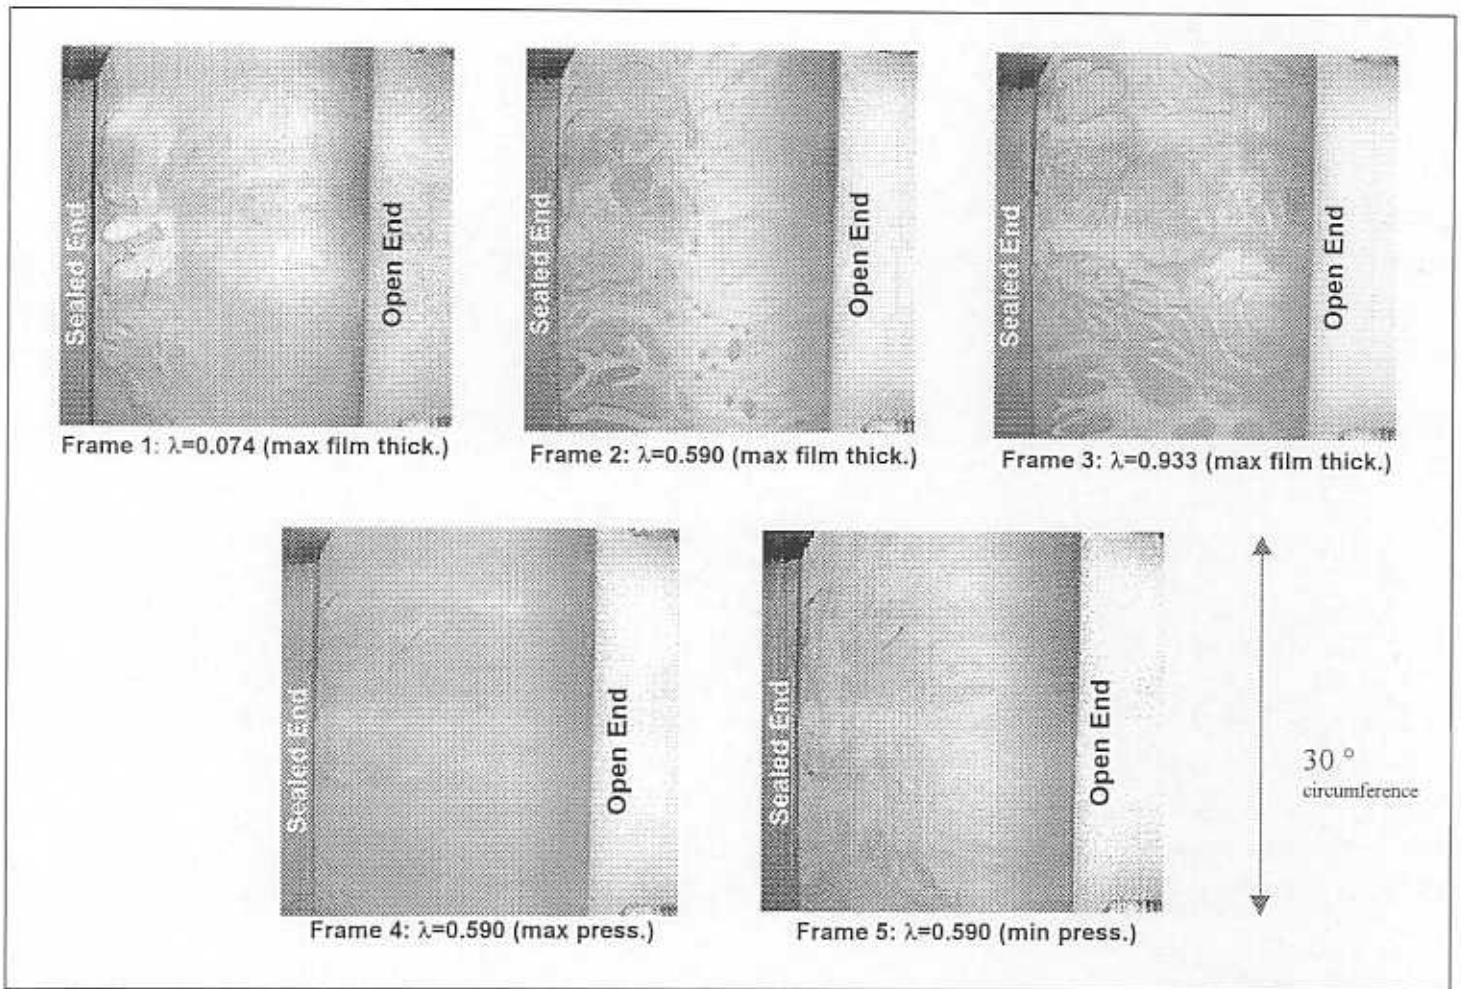 Sealed End
Open End
Frame 1: λ=0.074 (max film thick.)
Sealed End
Open End
Frame 2: λ=0.590 (max film thick.)
Sealed End
Open End
Frame 3: λ=0.933 (max film thick.)
Sealed End
Open End
Frame 4: λ=0.590 (max press.)
Sealed End
Open End
Frame 5: λ=0.590 (min press.)
30 °
circumference